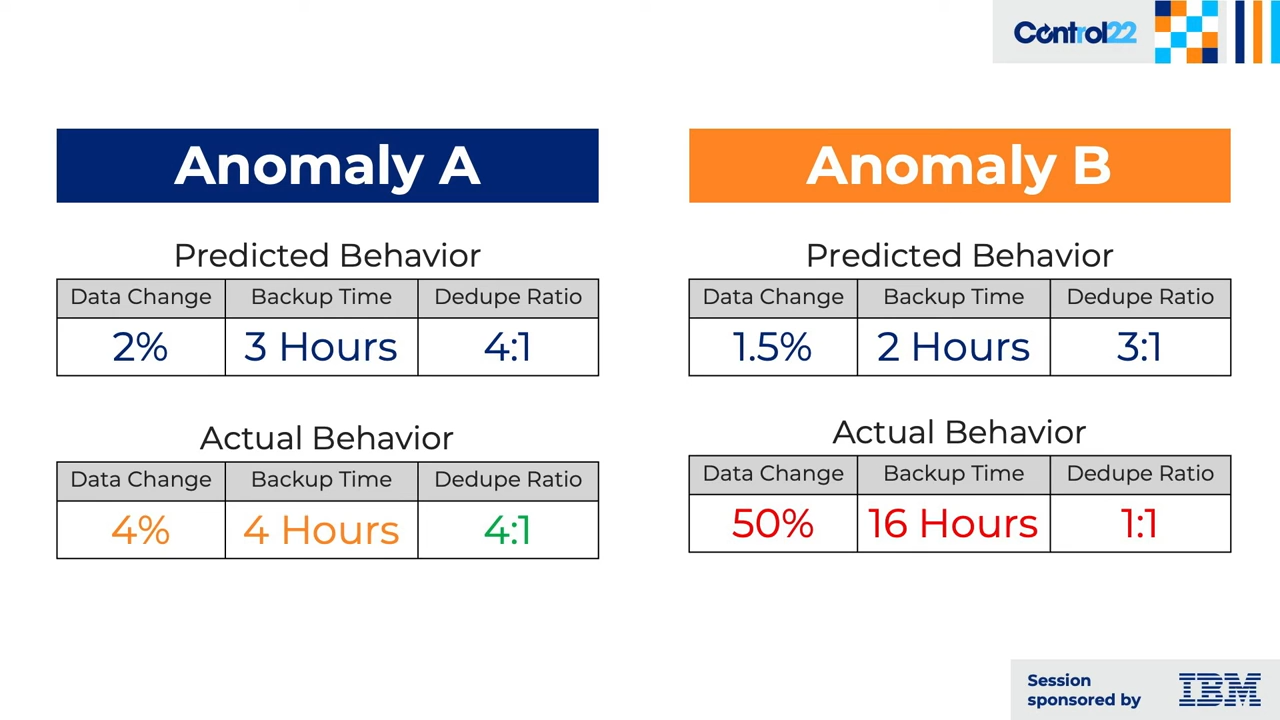 Control22
Anomaly A
Predicted Behavior
Data Change Backup Time Dedupe Ratio
2% 3 Hours 4:1
Actual Behavior
Data Change Backup Time Dedupe Ratio
4% 4 Hours 4:1
Anomaly B
Predicted Behavior
Data Change Backup Time Dedupe Ratio
1.5% 2 Hours 3:1
Actual Behavior
Data Change Backup Time Dedupe Ratio
50% 16 Hours 1:1
Session
sponsored by
IBM